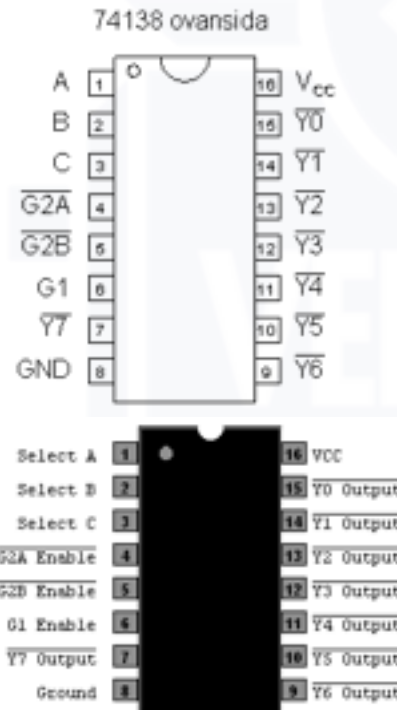 74138 ovansida
A 1 16 Vcc
B 2 15 Y0
C 3 14 Y1
G2A 4 13 Y2
G2B 5 12 Y3
G1 6 11 Y4
Y7 7 10 Y5
GND 8 9 Y6
Select A 1 16 VCC
Select B 2 15 Y0 Output
Select C 3 14 Y1 Output
G2A Enable 4 13 Y2 Output
G2B Enable 5 12 Y3 Output
G1 Enable 6 11 Y4 Output
Y7 Output 7 10 Y5 Output
Ground 8 9 Y6 Output